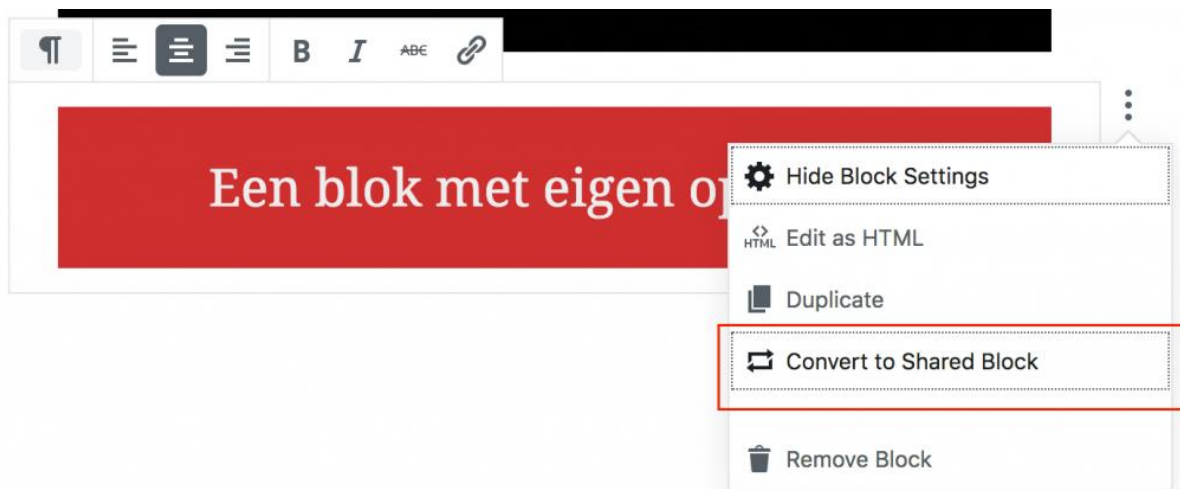 B I ABC
Een blok met eigen
Hide Block Settings
HTML Edit as HTML
Duplicate
Convert to Shared Block
Remove Block